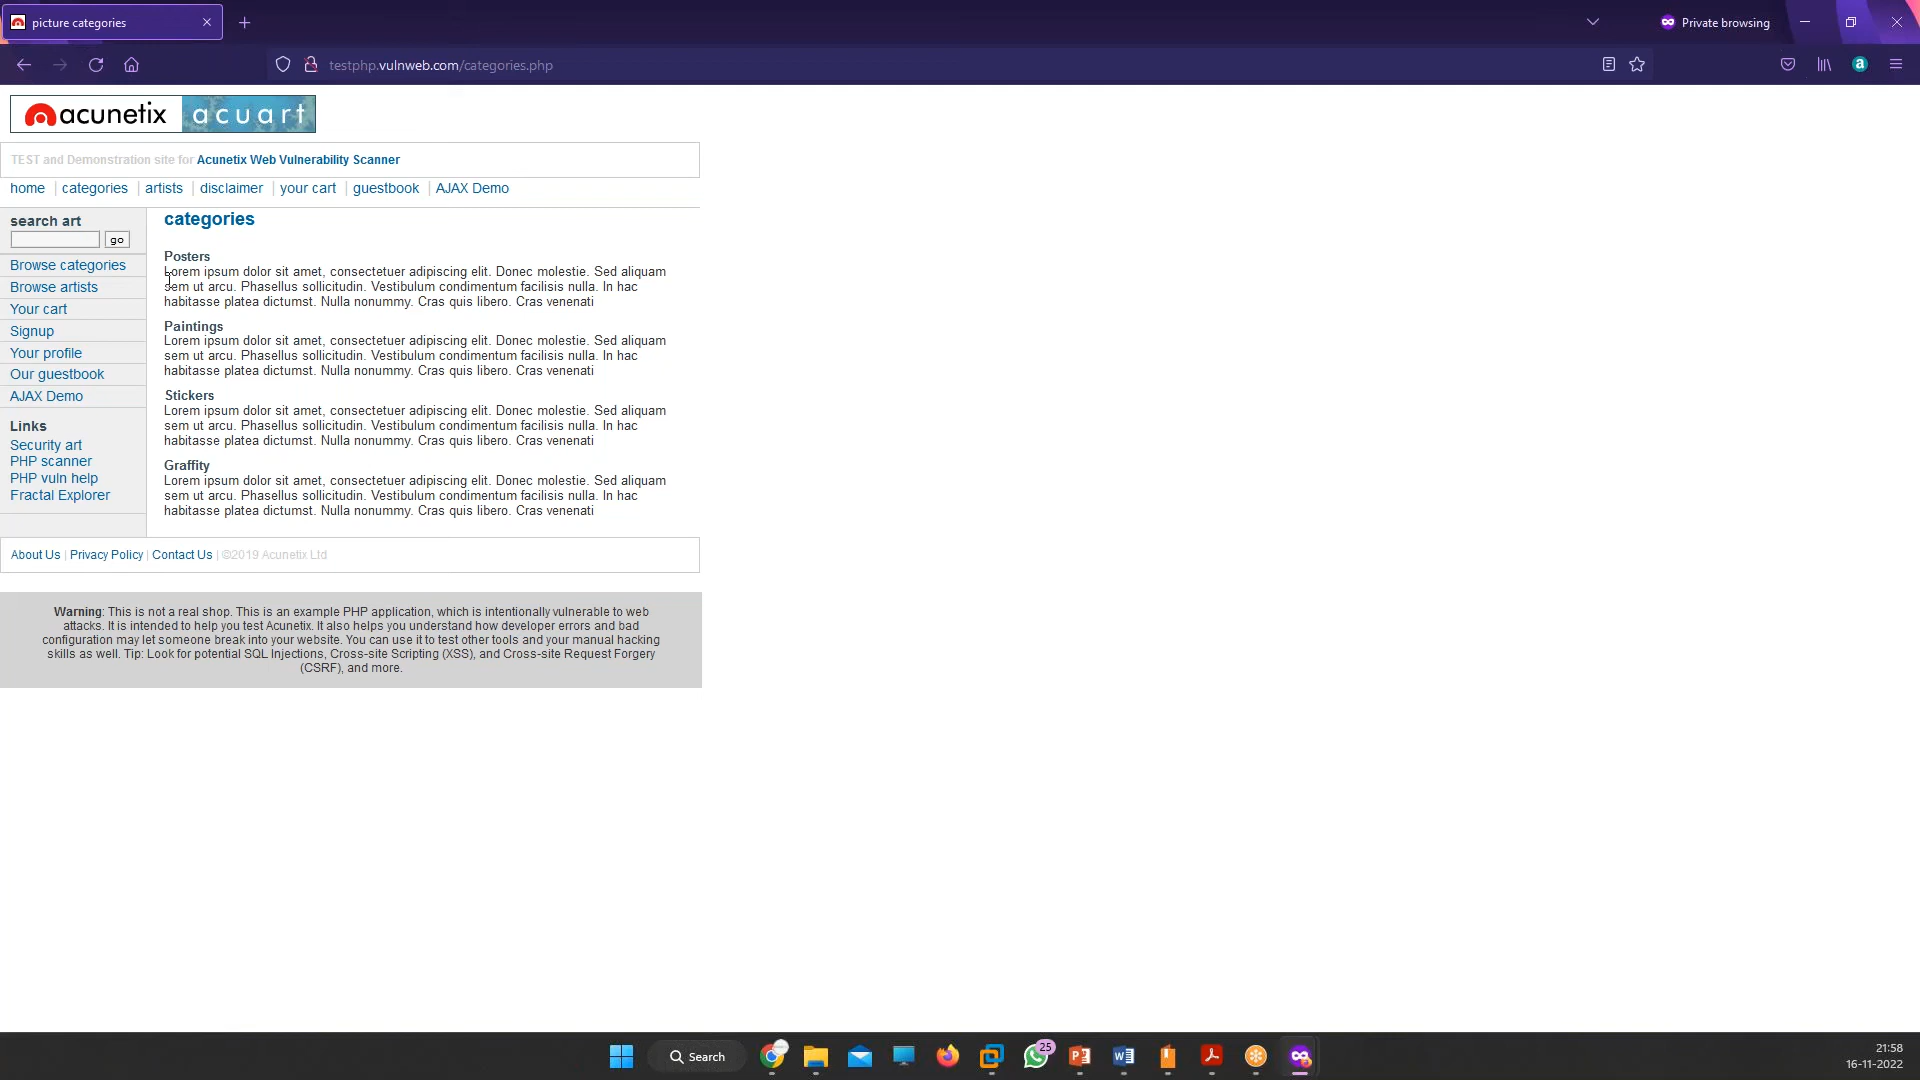 picture categories
Private browsing
testphp.vulnweb.com/categories.php
acunetix acuart
TEST and Demonstration site for Acunetix Web Vulnerability Scanner
home | categories | artists | disclaimer | your cart | guestbook | AJAX Demo
search art
go
Browse categories
Browse artists
Your cart
Signup
Your profile
Our guestbook
AJAX Demo
Links
Security art
PHP scanner
PHP vuln help
Fractal Explorer
categories
Posters
Lorem ipsum dolor sit amet, consectetuer adipiscing elit. Donec molestie. Sed aliquam
sem ut arcu. Phasellus sollicitudin. Vestibulum condimentum facilisis nulla. In hac
habitasse platea dictumst. Nulla nonummy. Cras quis libero. Cras venenati
Paintings
Lorem ipsum dolor sit amet, consectetuer adipiscing elit. Donec molestie. Sed aliquam
sem ut arcu. Phasellus sollicitudin. Vestibulum condimentum facilisis nulla. In hac
habitasse platea dictumst. Nulla nonummy. Cras quis libero. Cras venenati
Stickers
Lorem ipsum dolor sit amet, consectetuer adipiscing elit. Donec molestie. Sed aliquam
sem ut arcu. Phasellus sollicitudin. Vestibulum condimentum facilisis nulla. In hac
habitasse platea dictumst. Nulla nonummy. Cras quis libero. Cras venenati
Graffity
Lorem ipsum dolor sit amet, consectetuer adipiscing elit. Donec molestie. Sed aliquam
sem ut arcu. Phasellus sollicitudin. Vestibulum condimentum facilisis nulla. In hac
habitasse platea dictumst. Nulla nonummy. Cras quis libero. Cras venenati
About Us | Privacy Policy | Contact Us | ©2019 Acunetix Ltd
Warning: This is not a real shop. This is an example PHP application, which is intentionally vulnerable to web
attacks. It is intended to help you test Acunetix. It also helps you understand how developer errors and bad
configuration may let someone break into your website. You can use it to test other tools and your manual hacking
skills as well. Tip: Look for potential SQL Injections, Cross-site Scripting (XSS), and Cross-site Request Forgery
(CSRF), and more.
Search
25
21:58
16-11-2022